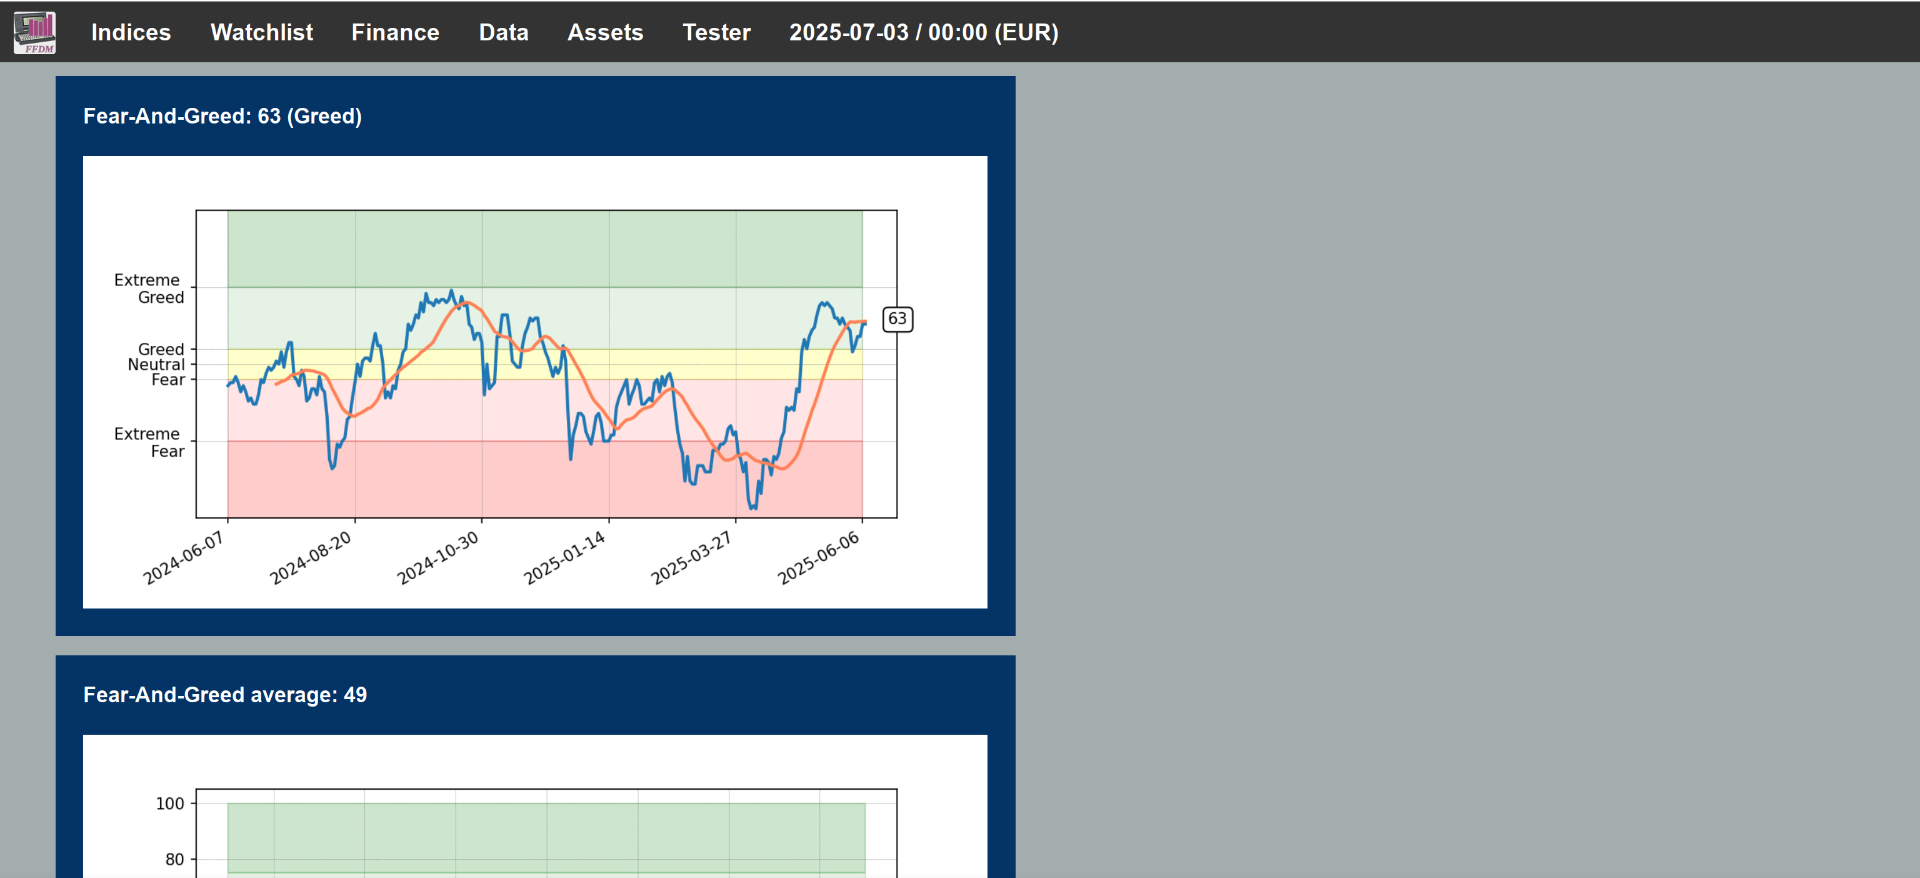 FFDM
Indices Watchlist Finance Data Assets Tester 2025-07-03 / 00:00 (EUR)
Fear-And-Greed: 63 (Greed)
Extreme
Greed
63
Greed
Neutral
Fear
Extreme
Fear
2024-06-07 2024-08-20 2024-10-30 2025-01-14 2025-03-27 2025-06-06
Fear-And-Greed average: 49
100
80